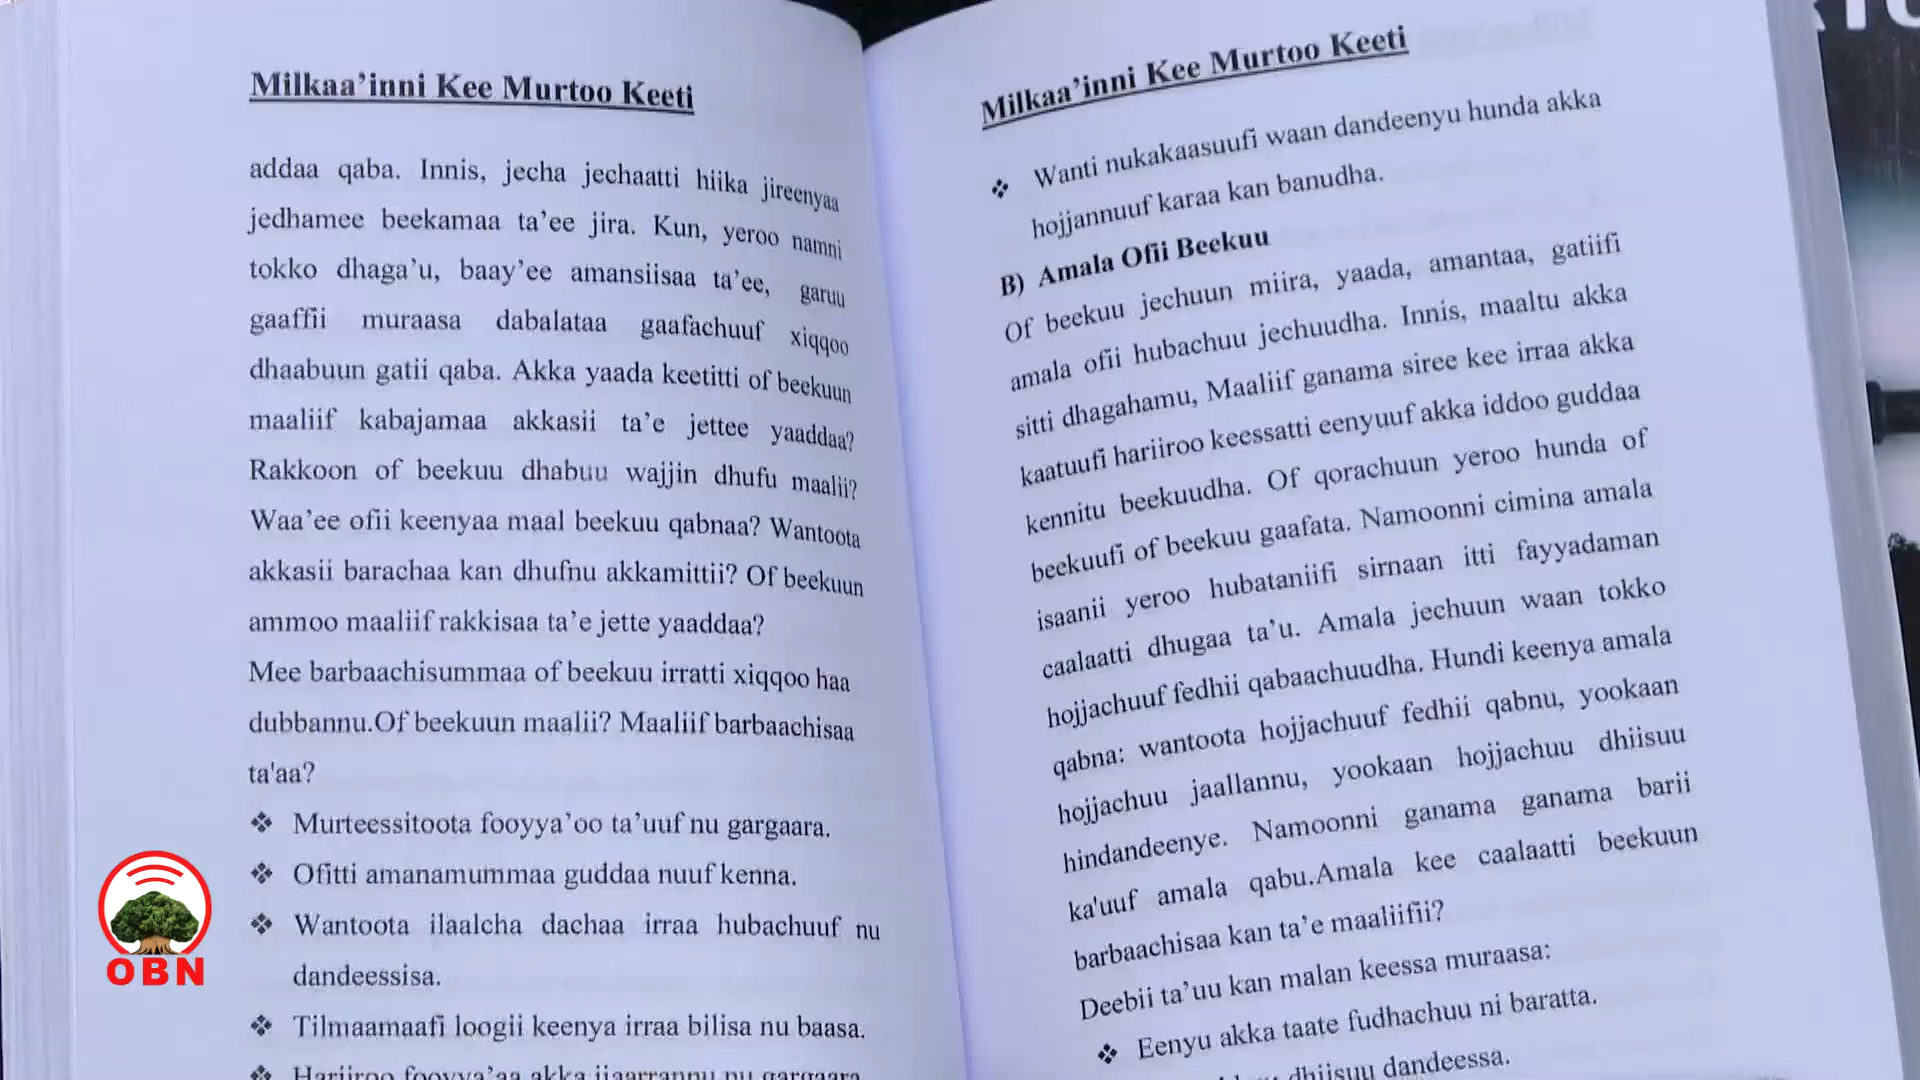 Milkaa’inni Kee Murtoo Keeti
addaa qaba. Innis, jecha jechaatti hiika jireenyaa
jedhamee beekamaa ta’ee jira. Kun, yeroo namni
tokko dhaga’u, baay’ee amansiisaa ta’ee, garuu
gaaffii muraasa dabalataa gaafachuuf xiqqoo
dhaabuun gatii qaba. Akka yaada keetitti of beekuun
maaliif kabajamaa akkasii ta’e jettee yaaddaa?
Rakkoon of beekuu dhabuu wajjin dhufu maalii?
Waa’ee ofii keenyaa maal beekuu qabnaa? Wantoota
akkasii barachaa kan dhufnu akkamittii? Of beekuun
ammoo maaliif rakkisaa ta’e jette yaaddaa?
Mee barbaachisummaa of beekuu irratti xiqqoo haa
dubbannu.Of beekuun maalii? Maaliif barbaachisaa
ta'aa?
❖ Murteessitoota fooyya’oo ta’uuf nu gargaara.
❖ Ofitti amanamummaa guddaa nuuf kenna.
❖ Wantoota ilaalcha dachaa irraa hubachuuf nu
dandeessisa.
❖ Tilmaamaafi loogii keenya irraa bilisa nu baasa.
❖ Hariiroo fooyya’aa akka ijaarrannu nu gargaara
Milkaa’inni Kee Murtoo Keeti
❖ Wanti nukakaasuufi waan dandeenyu hunda akka
hojjannuuf karaa kan banudha.
B) Amala Ofii Beekuu
Of beekuu jechuun miira, yaada, amantaa, gatiifi
amala ofii hubachuu jechuudha. Innis, maaltu akka
sitti dhagahamu, Maaliif ganama siree kee irraa akka
kaatuufi hariiroo keessatti eenyuuf akka iddoo guddaa
kennitu beekuudha. Of qorachuun yeroo hunda of
beekuufi of beekuu gaafata. Namoonni cimina amala
isaanii yeroo hubataniifi sirnaan itti fayyadaman
caalaatti dhugaa ta’u. Amala jechuun waan tokko
hojjachuuf fedhii qabaachuudha. Hundi keenya amala
qabna: wantoota hojjachuuf fedhii qabnu, yookaan
hojjachuu jaallannu, yookaan hojjachuu dhiisuu
hindandeenye. Namoonni ganama ganama barii
ka'uuf amala qabu.Amala kee caalaatti beekuun
barbaachisaa kan ta’e maaliifii?
Deebii ta’uu kan malan keessa muraasa:
❖ Eenyu akka taate fudhachuu ni baratta.
dhiisuu dandeessa.
OBN